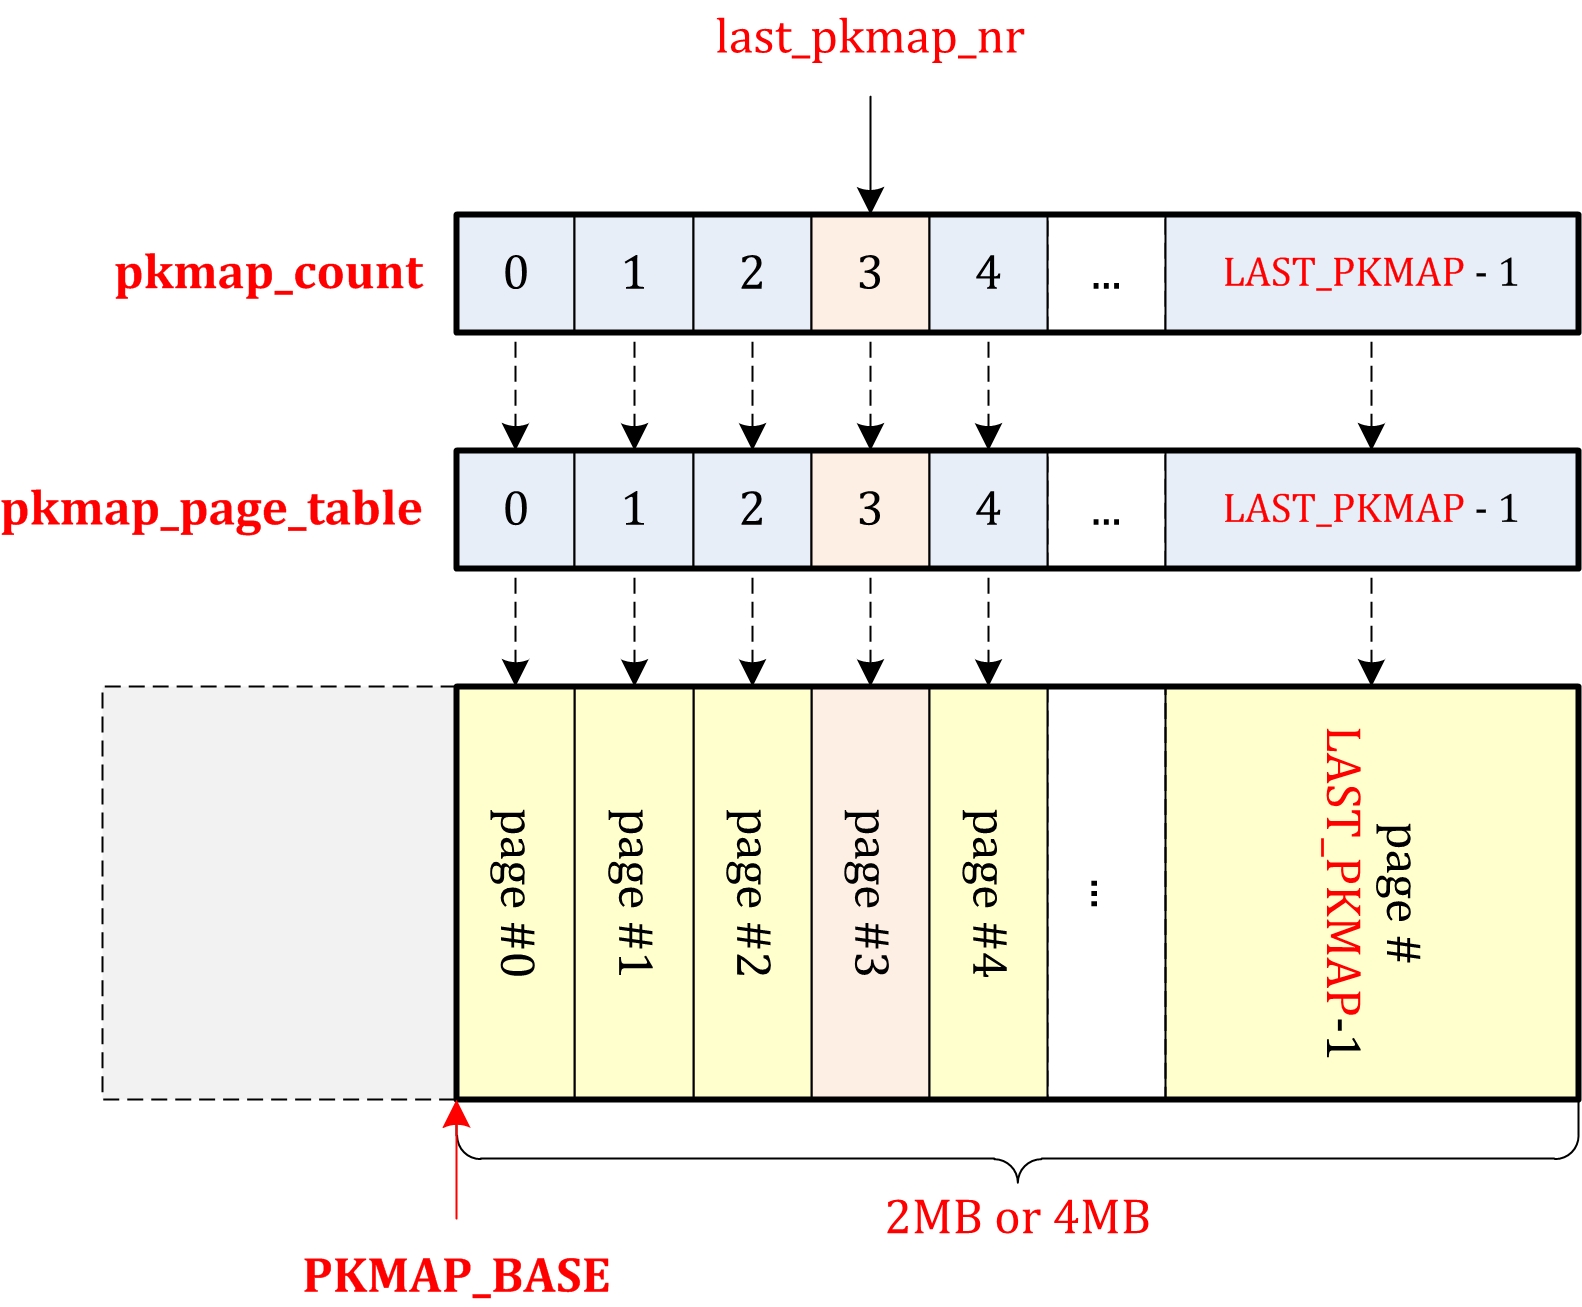 last_pkmap_nr
pkmap_count 0 1 2 3 4 ... LAST_PKMAP - 1
pkmap_page_table 0 1 2 3 4 ... LAST_PKMAP - 1
page #0
page #1
page #2
page #3
page #4
...
page #
LAST_PKMAP-1
2MB or 4MB
PKMAP_BASE